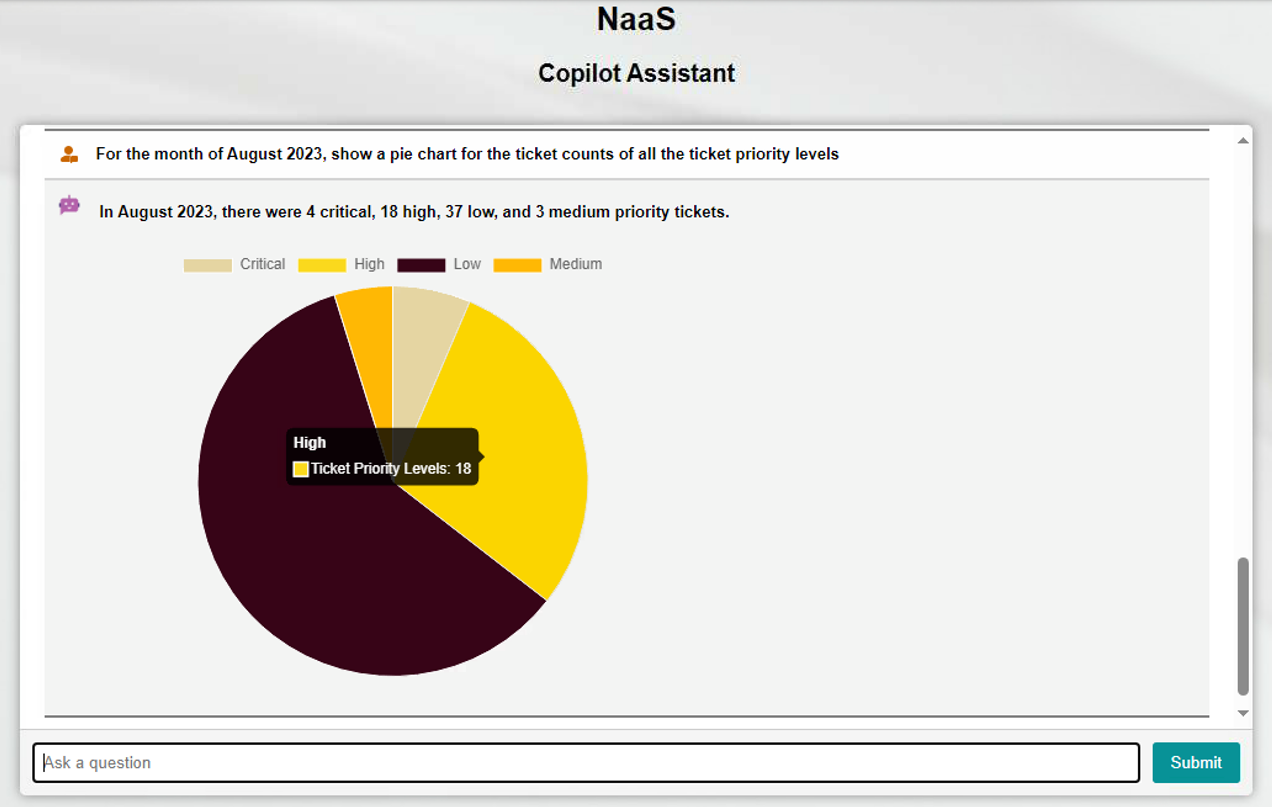 NaaS
Copilot Assistant
For the month of August 2023, show a pie chart for the ticket counts of all the ticket priority levels
In August 2023, there were 4 critical, 18 high, 37 low, and 3 medium priority tickets.
Critical High Low Medium
High
Ticket Priority Levels: 18
Ask a question
Submit